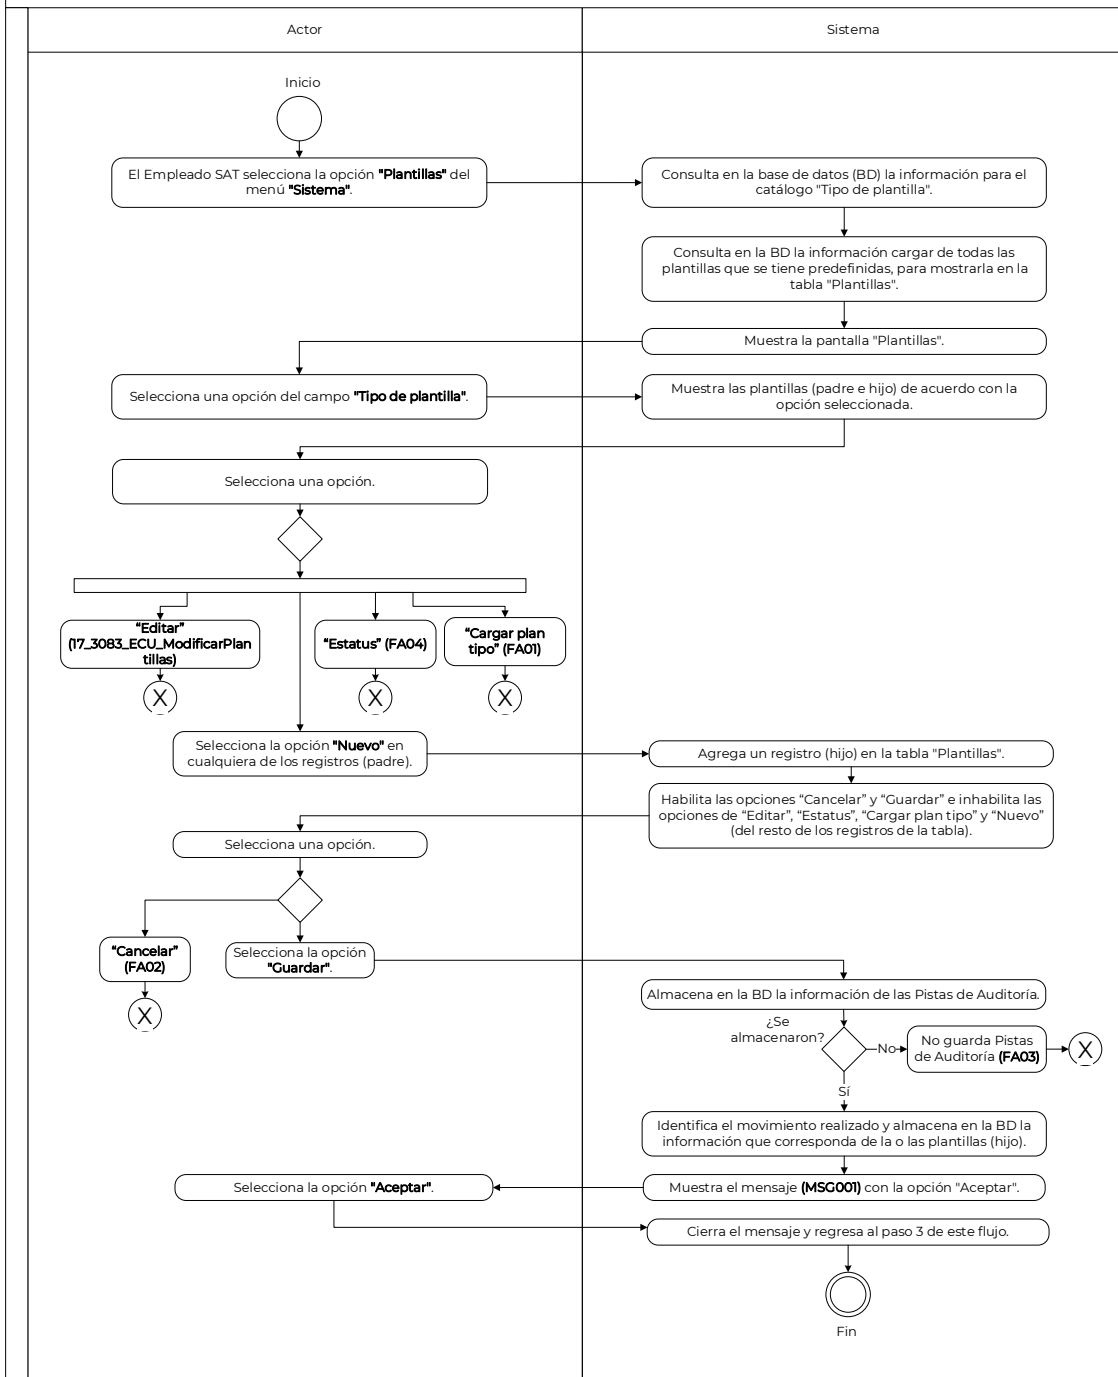 Actor
Sistema
Inicio
El Empleado SAT selecciona la opción "Plantillas" del
menú "Sistema".
Consulta en la base de datos (BD) la información para el
catálogo "Tipo de plantilla".
Consulta en la BD la información cargar de todas las
plantillas que se tiene predefinidas, para mostrarla en la
tabla "Plantillas".
Muestra la pantalla "Plantillas".
Selecciona una opción del campo "Tipo de plantilla".
Muestra las plantillas (padre e hijo) de acuerdo con la
opción seleccionada.
Selecciona una opción.
“Editar”
(17_3083_ECU_ModificarPlan
tillas)
“Estatus” (FA04)
“Cargar plan
tipo” (FA01)
X
X
X
Selecciona la opción "Nuevo" en
cualquiera de los registros (padre).
Agrega un registro (hijo) en la tabla "Plantillas".
Habilita las opciones “Cancelar” y “Guardar” e inhabilita las
opciones de “Editar”, “Estatus”, “Cargar plan tipo” y “Nuevo”
(del resto de los registros de la tabla).
Selecciona una opción.
“Cancelar”
(FA02)
X
Selecciona la opción
"Guardar".
Almacena en la BD la información de las Pistas de Auditoría.
¿Se
almacenaron?
No
No guarda Pistas
de Auditoría (FA03)
X
Sí
Identifica el movimiento realizado y almacena en la BD la
información que corresponda de la o las plantillas (hijo).
Muestra el mensaje (MSG001) con la opción "Aceptar".
Selecciona la opción "Aceptar".
Cierra el mensaje y regresa al paso 3 de este flujo.
Fin